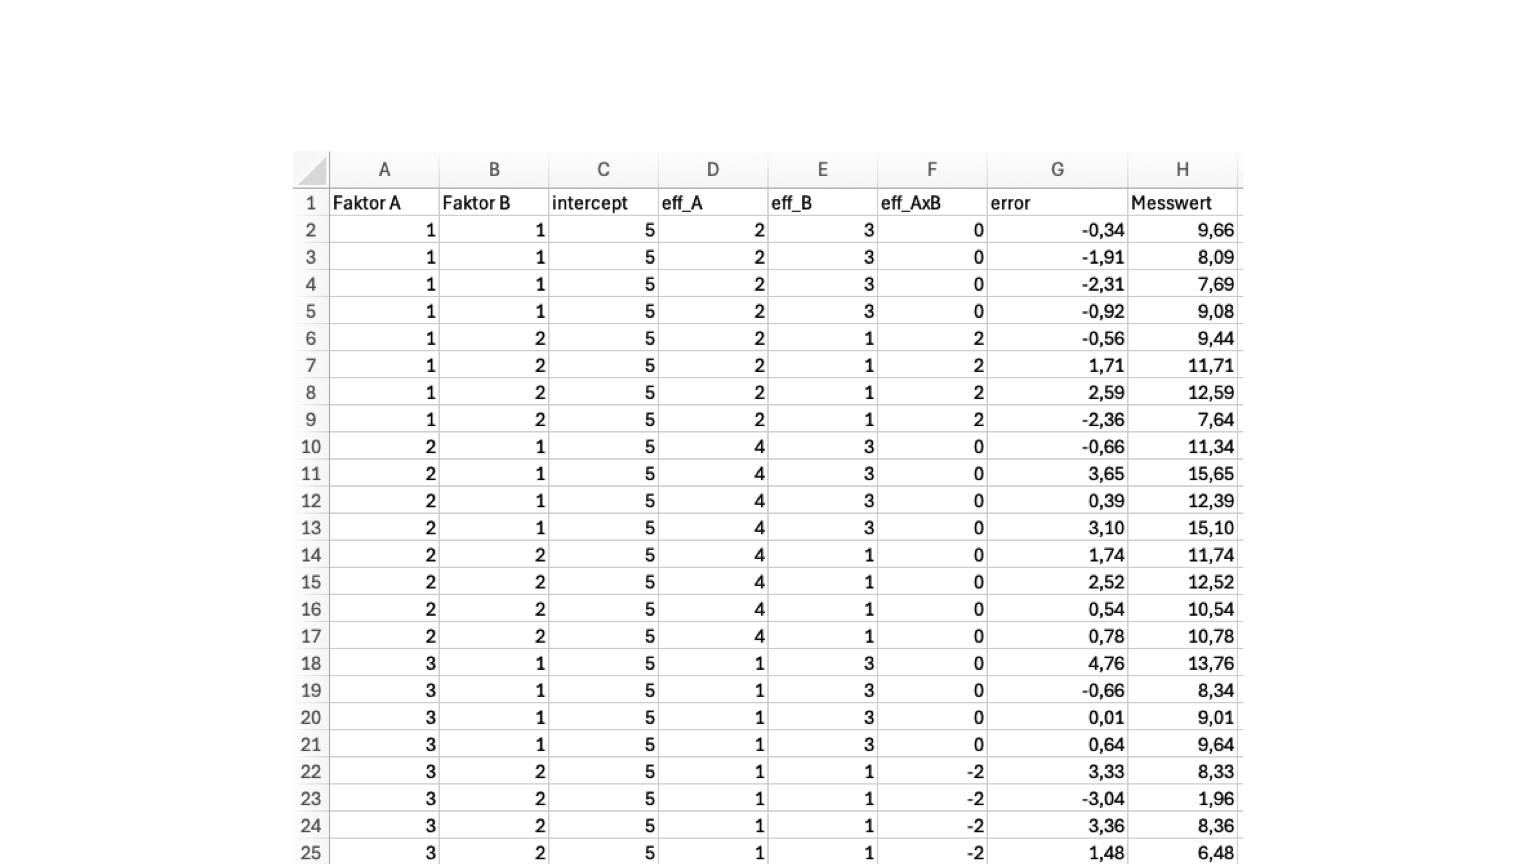 A B C D E F G H
1 Faktor A Faktor B intercept eff_A eff_B eff_AxB error Messwert
2 1 1 5 2 3 0 -0,34 9,66
3 1 1 5 2 3 0 -1,91 8,09
4 1 1 5 2 3 0 -2,31 7,69
5 1 1 5 2 3 0 -0,92 9,08
6 1 2 5 2 1 2 -0,56 9,44
7 1 2 5 2 1 2 1,71 11,71
8 1 2 5 2 1 2 2,59 12,59
9 1 2 5 2 1 2 -2,36 7,64
10 2 1 5 4 3 0 -0,66 11,34
11 2 1 5 4 3 0 3,65 15,65
12 2 1 5 4 3 0 0,39 12,39
13 2 1 5 4 3 0 3,10 15,10
14 2 2 5 4 1 0 1,74 11,74
15 2 2 5 4 1 0 2,52 12,52
16 2 2 5 4 1 0 0,54 10,54
17 2 2 5 4 1 0 0,78 10,78
18 3 1 5 1 3 0 4,76 13,76
19 3 1 5 1 3 0 -0,66 8,34
20 3 1 5 1 3 0 0,01 9,01
21 3 1 5 1 3 0 0,64 9,64
22 3 2 5 1 1 -2 3,33 8,33
23 3 2 5 1 1 -2 -3,04 1,96
24 3 2 5 1 1 -2 3,36 8,36
25 3 2 5 1 1 -2 1,48 6,48